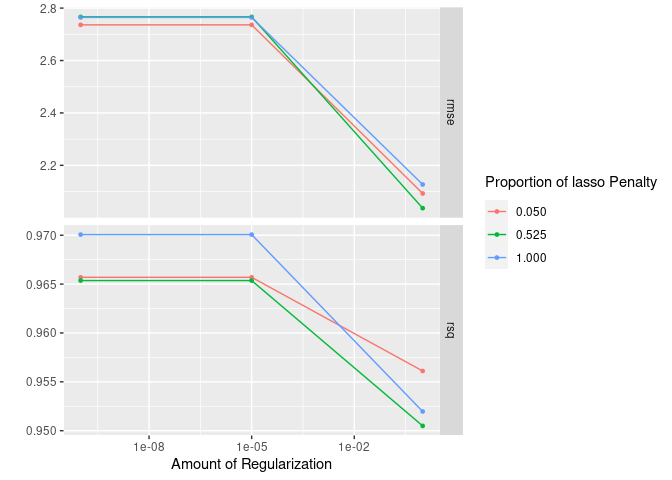 2.8
2.6
2.4
2.2
rmse
0.970
0.965
0.960
0.955
0.950
rsq
1e-08
1e-05
1e-02
Amount of Regularization
Proportion of lasso Penalty
0.050
0.525
1.000